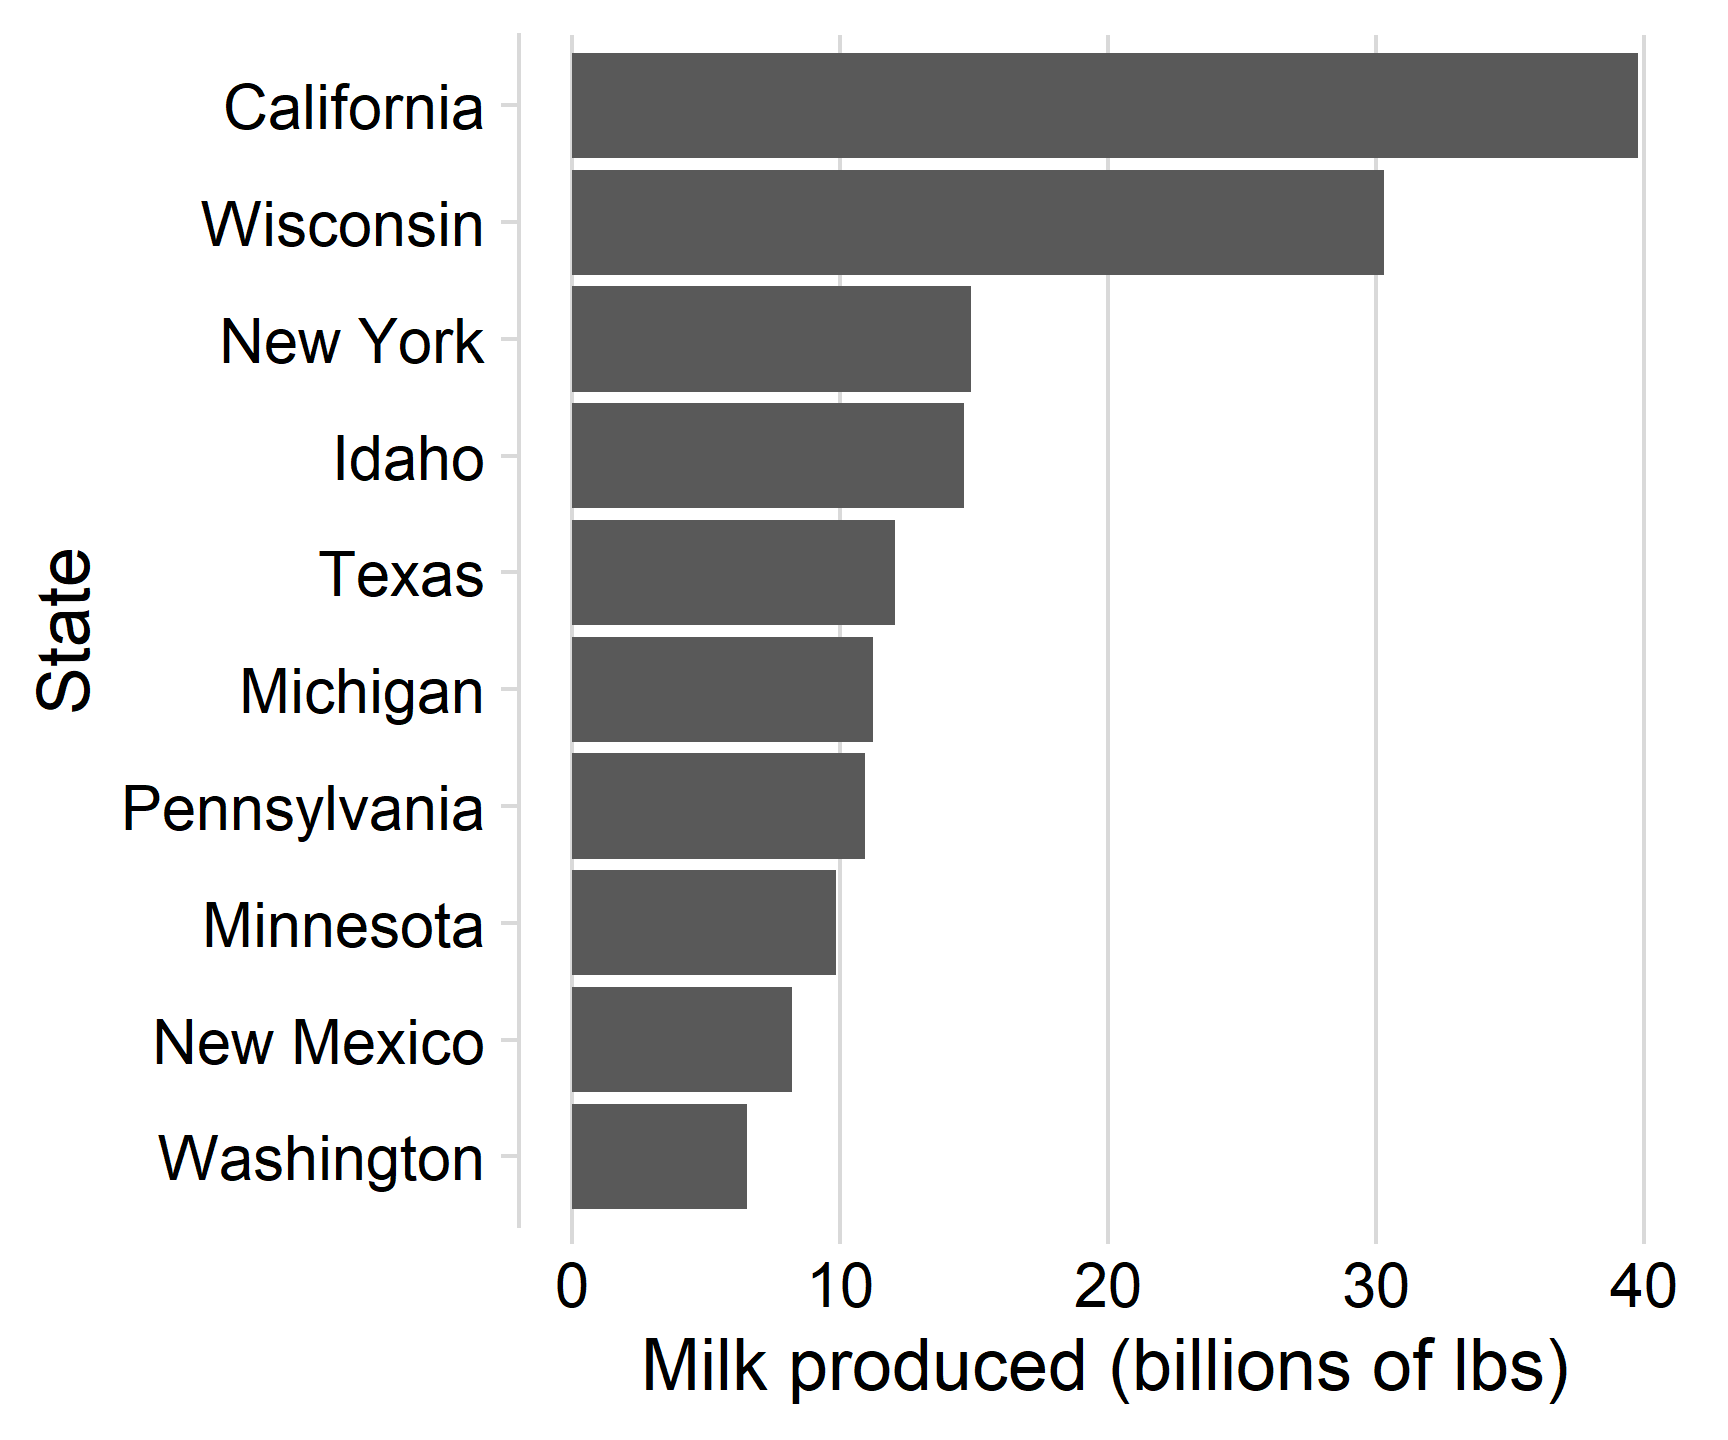 California
Wisconsin
New York
Idaho
Texas
Michigan
Pennsylvania
Minnesota
New Mexico
Washington
State
0 10 20 30 40
Milk produced (billions of lbs)